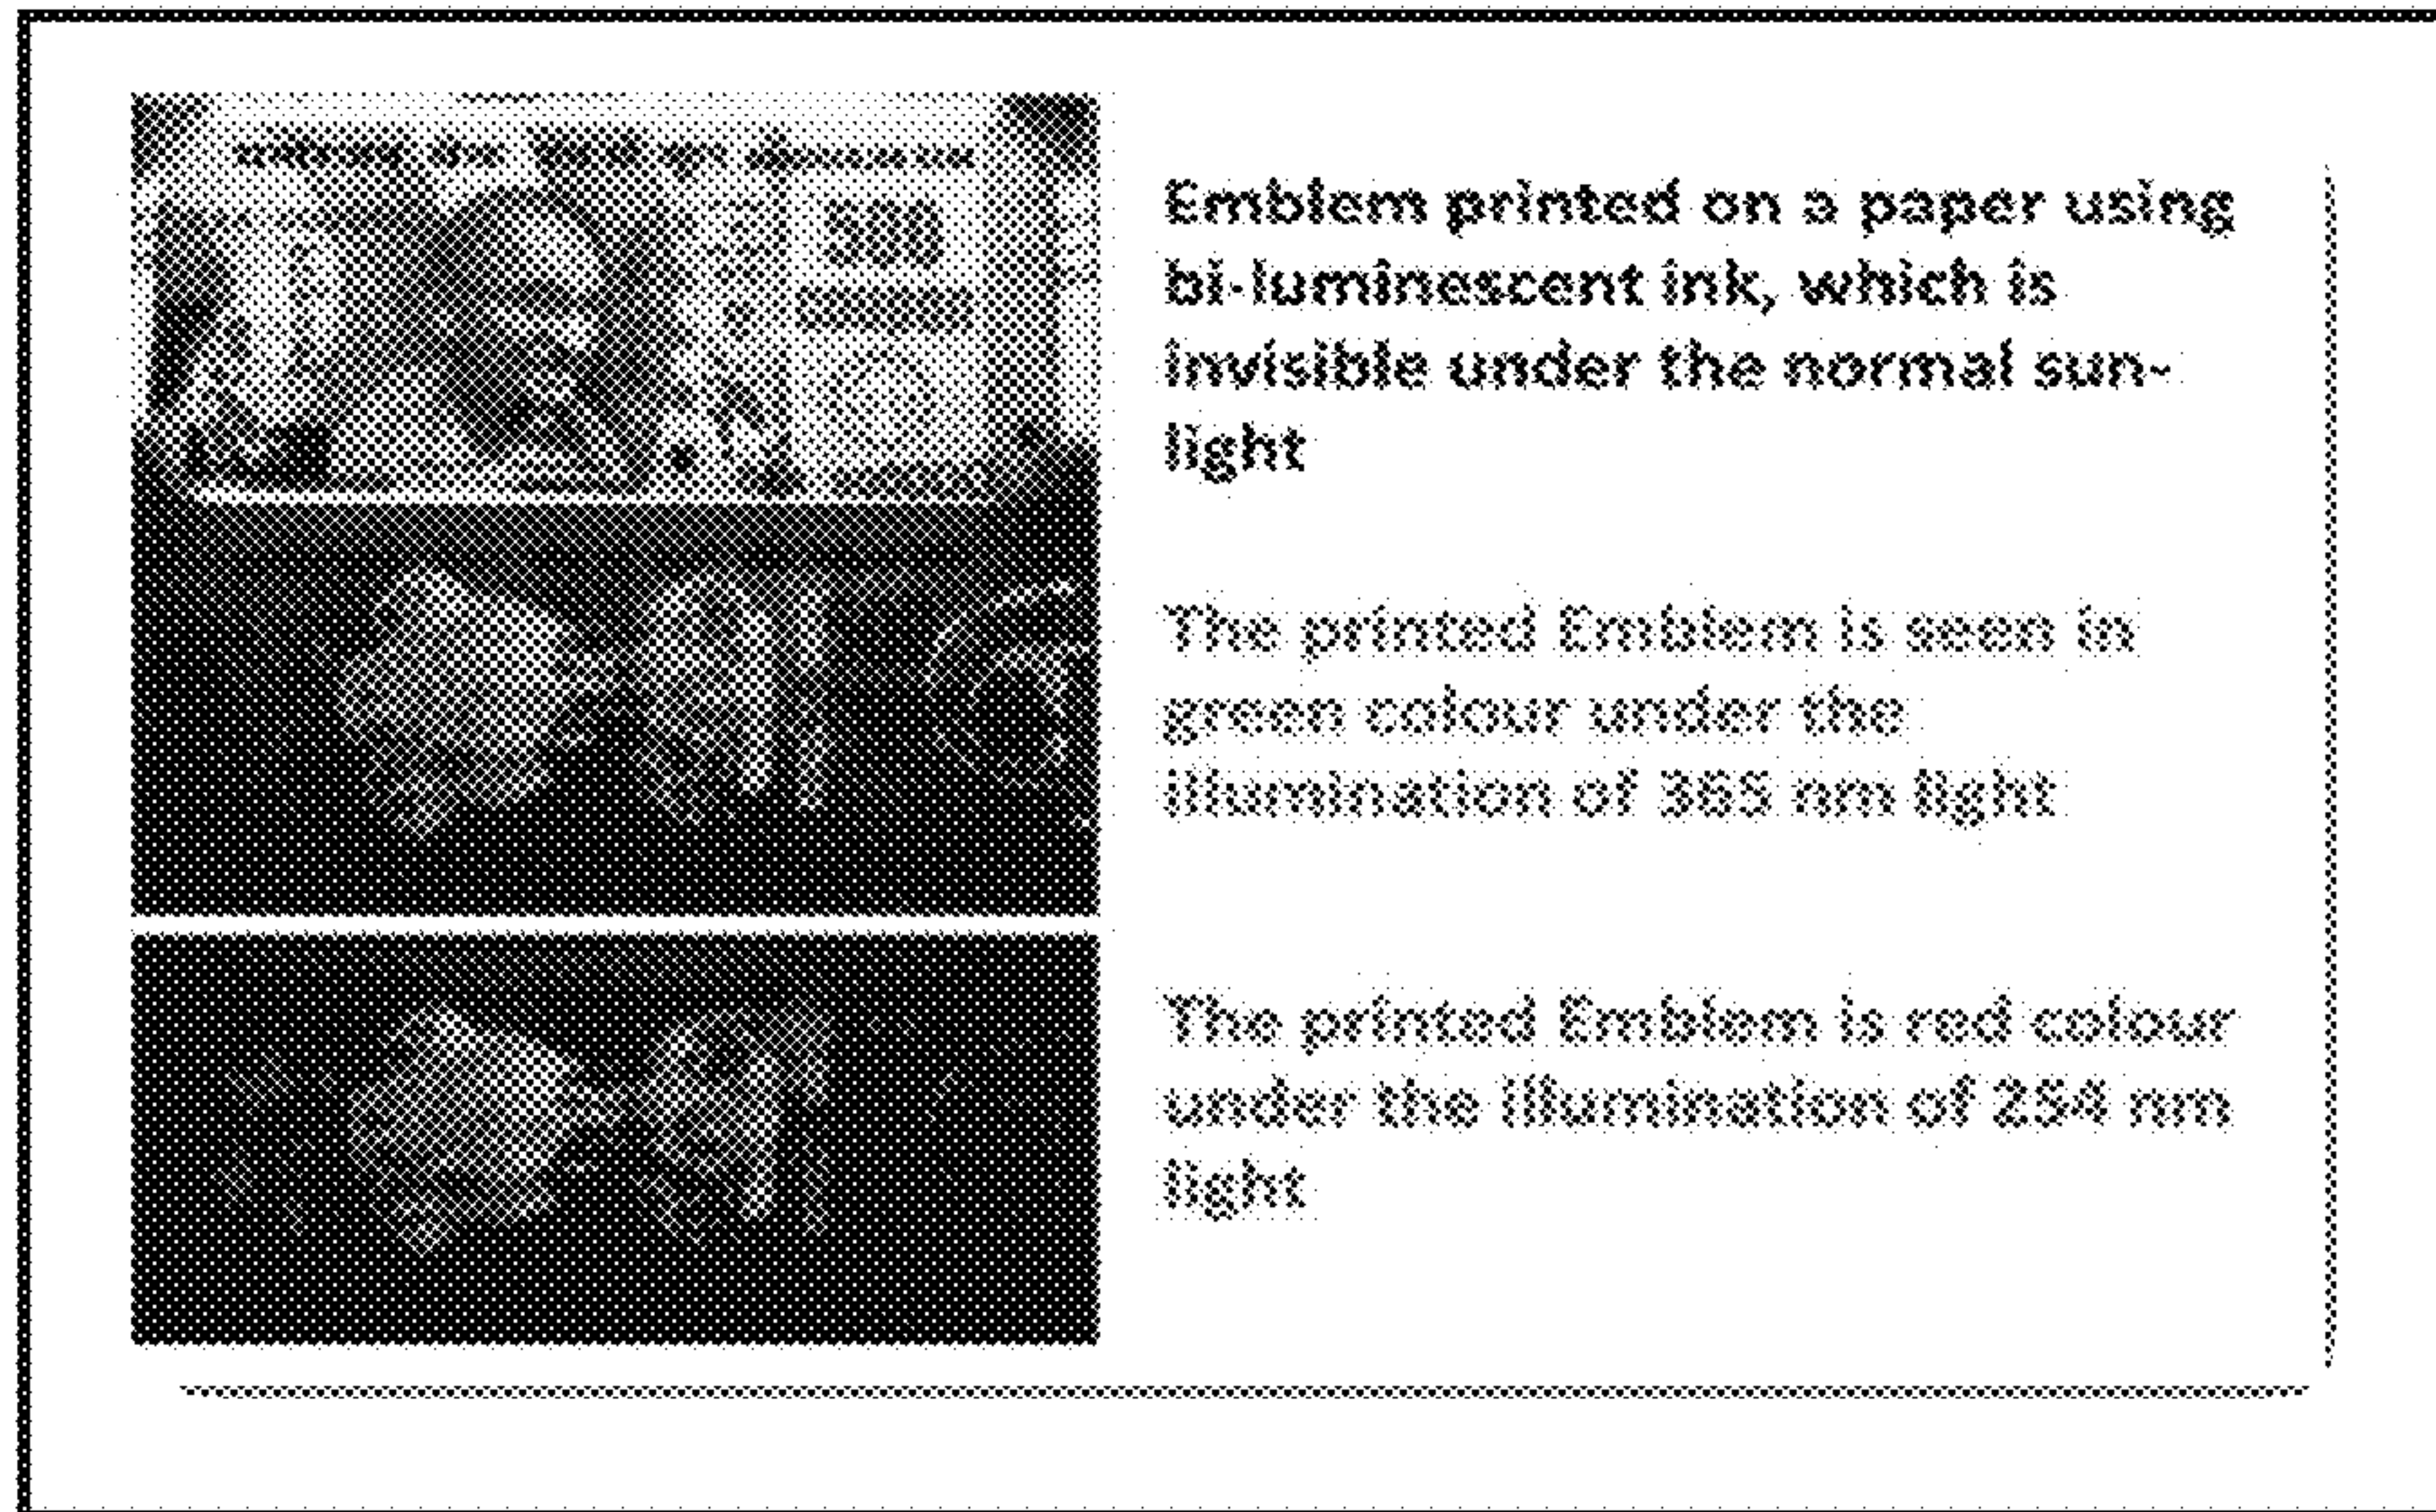 500
Emblem printed on a paper using
bi-luminescent ink, which is
invisible under the normal sun-
light
The printed Emblem is seen in
green colour under the
illumination of 365 nm light
The printed Emblem is red colour
under the illumination of 254 nm
light